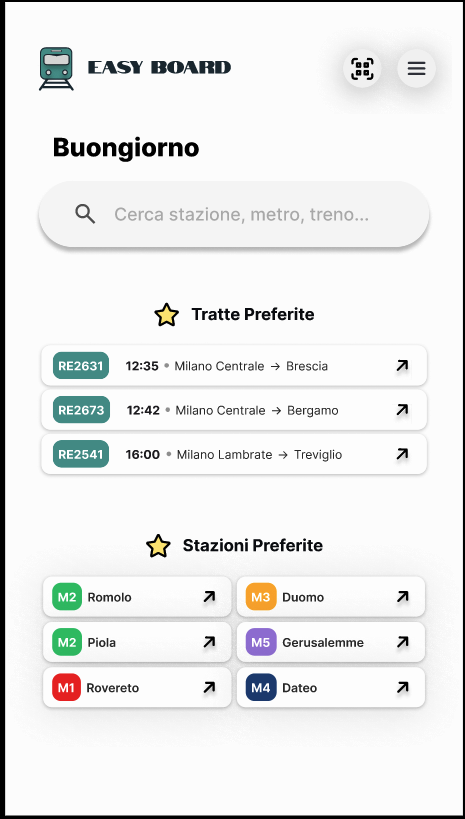 EASY BOARD
Buongiorno
Cerca stazione, metro, treno...
Tratte Preferite
RE2631 12:35 • Milano Centrale → Brescia
RE2673 12:42 • Milano Centrale → Bergamo
RE2541 16:00 • Milano Lambrate → Treviglio
Stazioni Preferite
M2 Romolo
M3 Duomo
M2 Piola
M5 Gerusalemme
M1 Rovereto
M4 Dateo